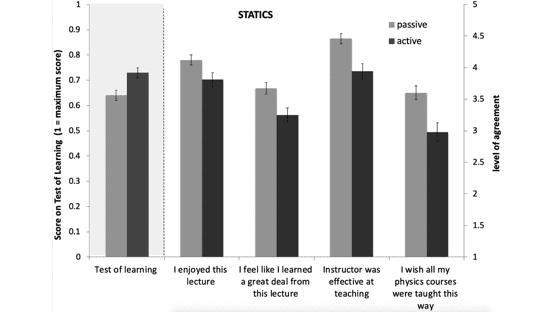 STATICS
passive
active
Score on Test of Learning (1 = maximum score)
1
0.9
0.8
0.7
0.6
0.5
0.4
0.3
0.2
0.1
0
5
4.5
4
3.5
3
2.5
2
1.5
1
level of agreement
Test of learning
I enjoyed this
lecture
I feel like I learned
a great deal from
this lecture
Instructor was
effective at
teaching
I wish all my
physics courses
were taught this
way